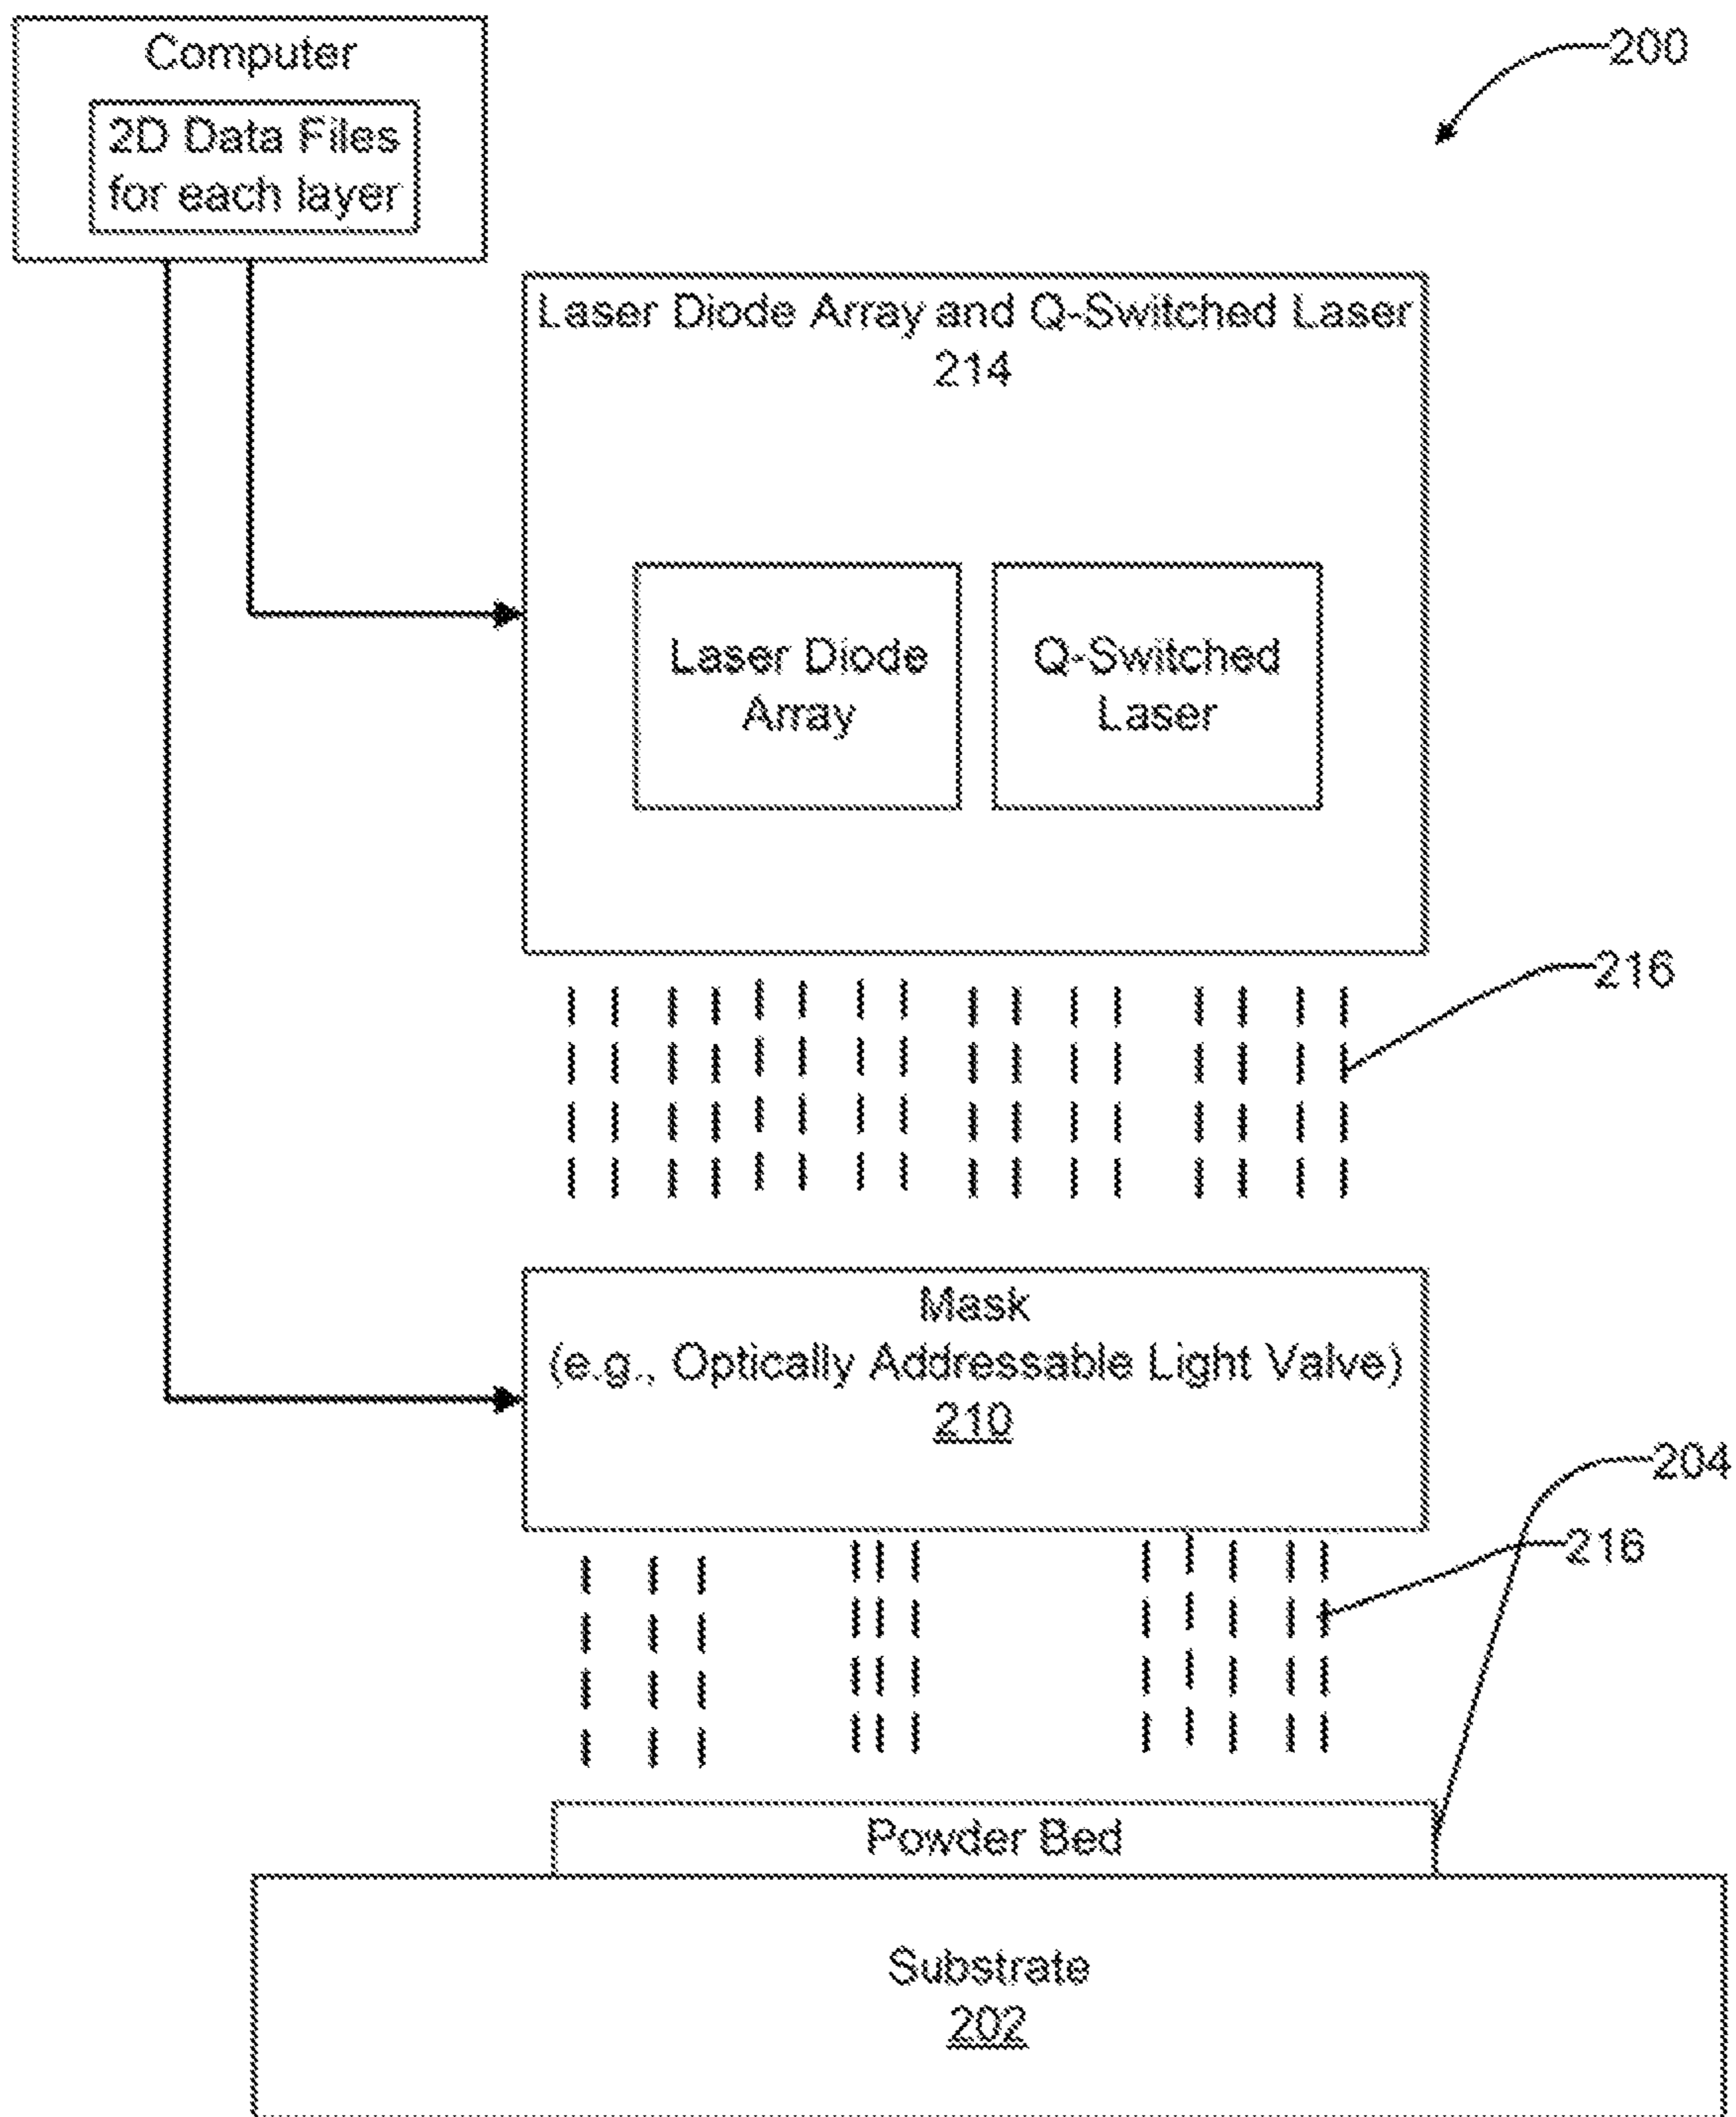 Computer
200
2D Data Files
for each layer
Laser Diode Array and Q-Switched Laser
214
Laser Diode
Array
Q-Switched
Laser
216
Mask
(e.g., Optically Addressable Light Valve)
210
204
216
Powder Bed
Substrate
202